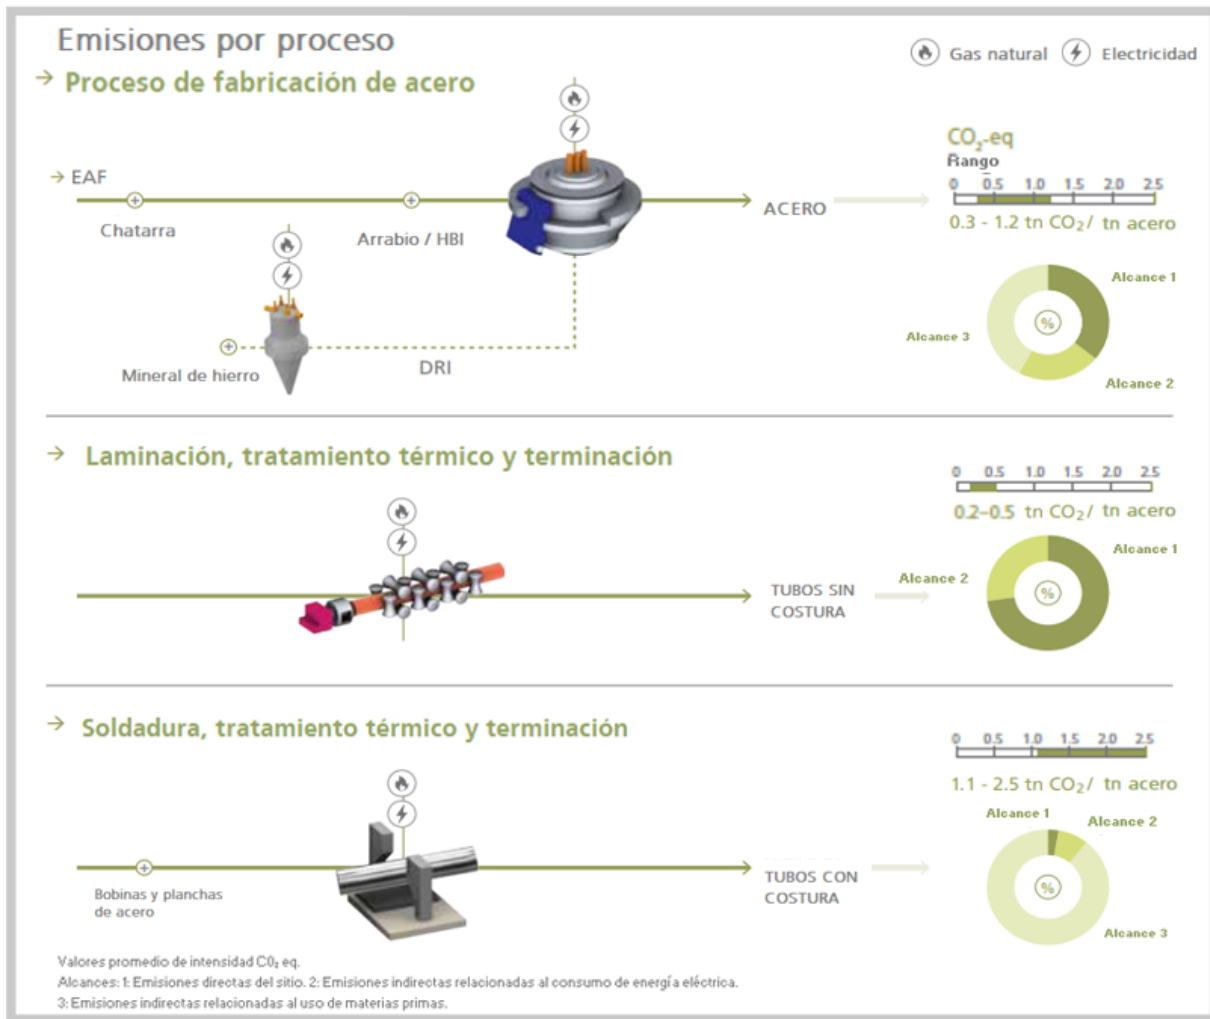 Emisiones por proceso
Gas natural
Electricidad
→ Proceso de fabricación de acero
CO₂-eq
Rango
→ EAF
0 0.5 1.0 1.5 2.0 2.5
ACERO
0.3 - 1.2 tn CO₂/ tn acero
Chatarra
Arrabio / HBI
Alcance 1
%
Alcance 3
Mineral de hierro
DRI
Alcance 2
→ Laminación, tratamiento térmico y terminación
0 0.5 1.0 1.5 2.0 2.5
0.2–0.5 tn CO₂/ tn acero
Alcance 1
Alcance 2
%
TUBOS SIN
COSTURA
→ Soldadura, tratamiento térmico y terminación
0 0.5 1.0 1.5 2.0 2.5
1.1 - 2.5 tn CO₂/ tn acero
Alcance 1
Alcance 2
TUBOS CON
COSTURA
%
Bobinas y planchas
de acero
Alcance 3
Valores promedio de intensidad C0₂ eq.
Alcances: 1: Emisiones directas del sitio. 2: Emisiones indirectas relacionadas al consumo de energía eléctrica.
3: Emisiones indirectas relacionadas al uso de materias primas.